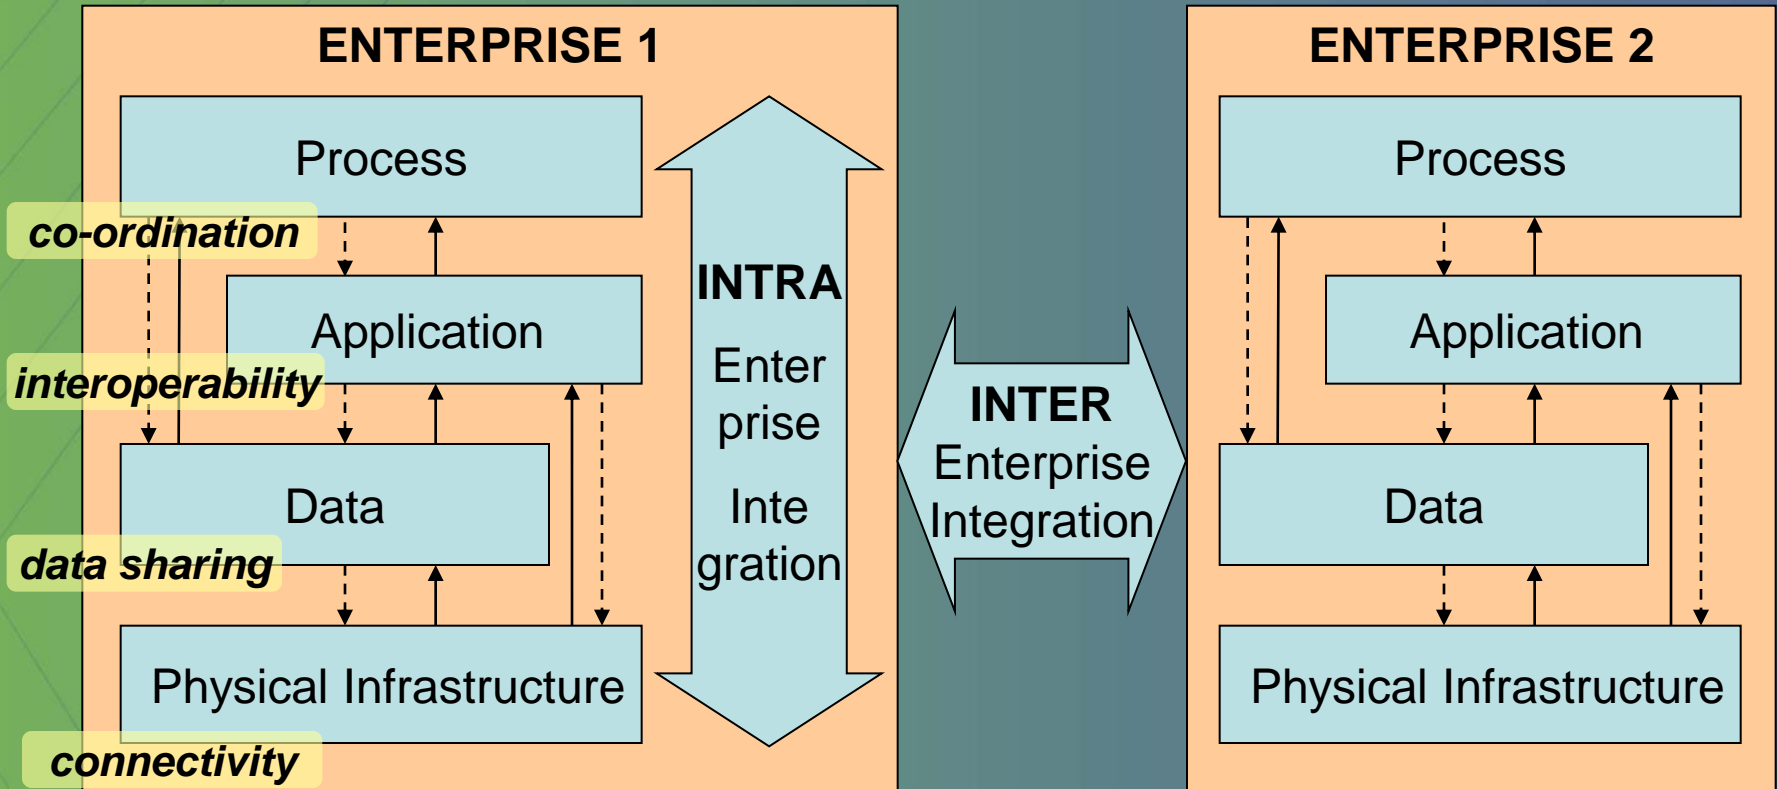 ENTERPRISE 1
Process
co-ordination
Application
interoperability
Data
data sharing
Physical Infrastructure
connectivity
INTRA
Enter
prise
Inte
gration
INTER
Enterprise
Integration
ENTERPRISE 2
Process
Application
Data
Physical Infrastructure